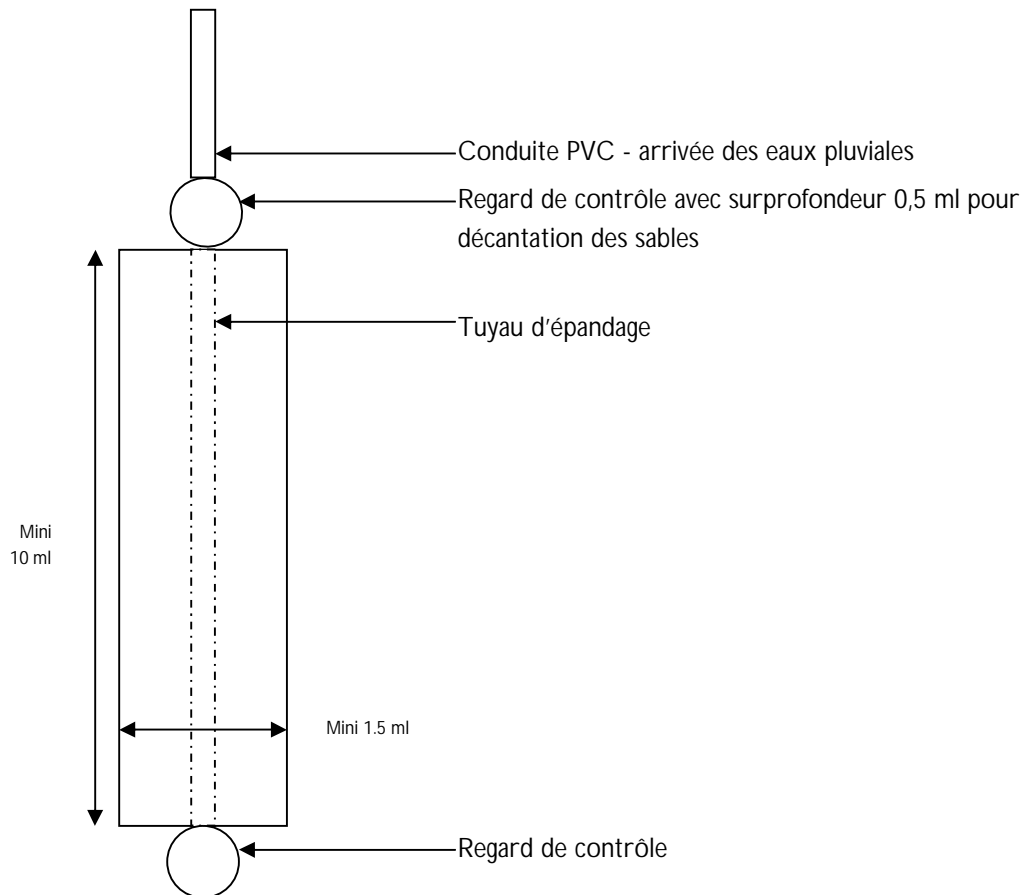 Conduite PVC - arrivée des eaux pluviales
Regard de contrôle avec surprofondeur 0,5 ml pour
décantation des sables
Tuyau d'épandage
Mini
10 ml
Mini 1.5 ml
Regard de contrôle